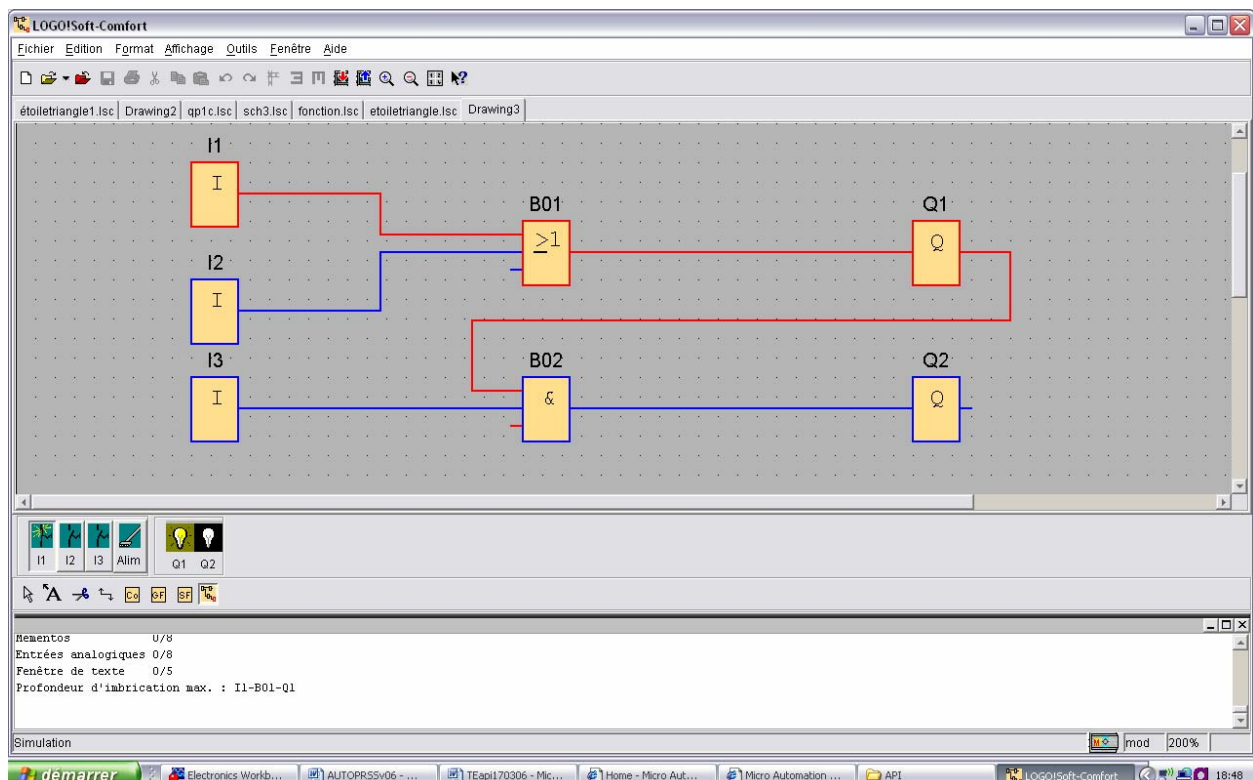 LOGO!Soft-Comfort
Fichier Edition Format Affichage Outils Fenêtre Aide
étoiletriangle1.lsc Drawing2 qp1c.lsc sch3.lsc fonction.lsc etoiletriangle.lsc Drawing3
I1
I
B01
≥1
Q1
Q
I2
I
I3
I
B02
&
Q2
Q
I1 I2 I3 Alim Q1 Q2
A Co GF SF
Mementos 0/8
Entrées analogiques 0/8
Fenêtre de texte 0/5
Profondeur d'imbrication max. : I1-B01-Q1
Simulation mod 200%
démarrer Electronics Workb... AUTOPRSSv06 - ... TEapi170306 - Mic... Home - Micro Aut... Micro Automation ... API LOGO!Soft-Comfort 18:48